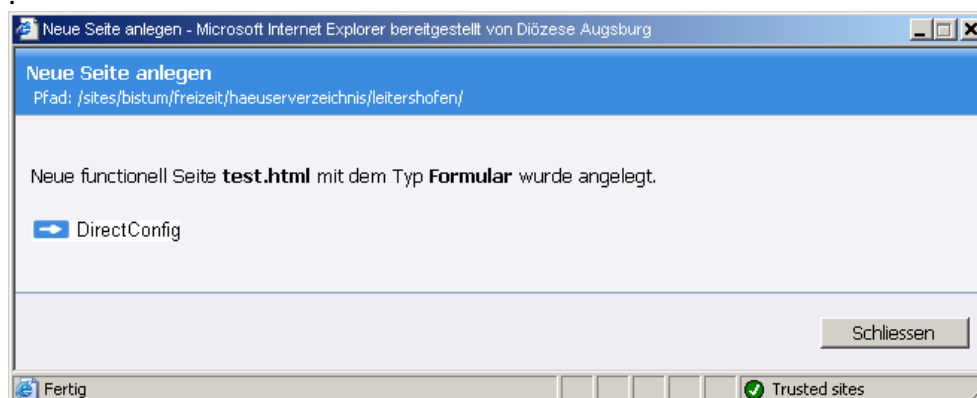 .
Neue Seite anlegen - Microsoft Internet Explorer bereitgestellt von Diözese Augsburg
Neue Seite anlegen
Pfad: /sites/bistum/freizeit/haeuserverzeichnis/leitershofen/
Neue functionell Seite test.html mit dem Typ Formular wurde angelegt.
DirectConfig
Schliessen
Fertig
Trusted sites